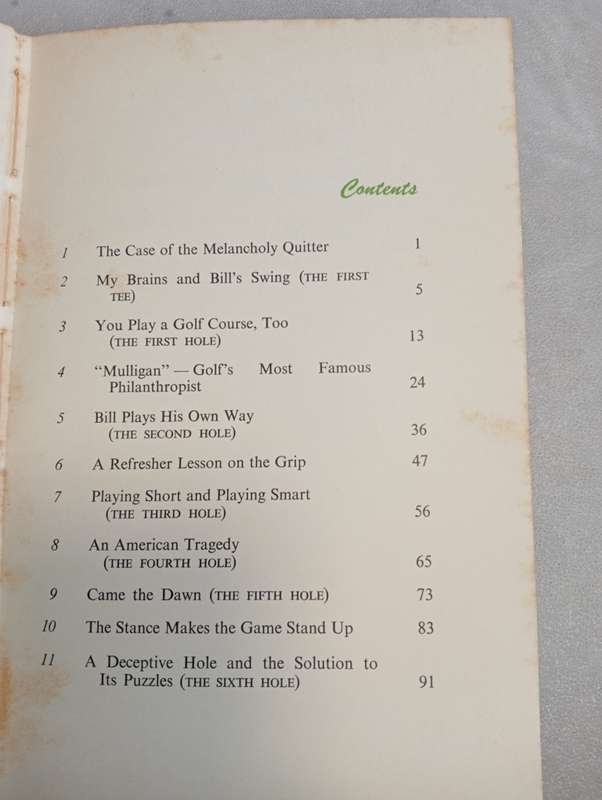 Contents
1 The Case of the Melancholy Quitter 1
2 My Brains and Bill's Swing (THE FIRST
TEE) 5
3 You Play a Golf Course, Too
(THE FIRST HOLE) 13
4 “Mulligan” — Golf's Most Famous
Philanthropist 24
5 Bill Plays His Own Way
(THE SECOND HOLE) 36
6 A Refresher Lesson on the Grip 47
7 Playing Short and Playing Smart
(THE THIRD HOLE) 56
8 An American Tragedy
(THE FOURTH HOLE) 65
9 Came the Dawn (THE FIFTH HOLE) 73
10 The Stance Makes the Game Stand Up 83
11 A Deceptive Hole and the Solution to
Its Puzzles (THE SIXTH HOLE) 91